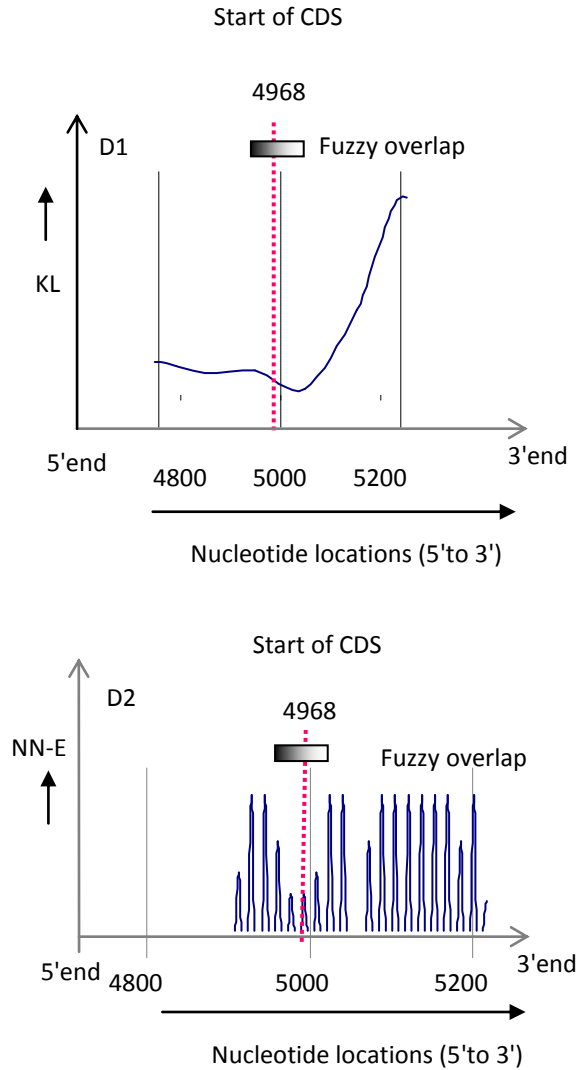 Start of CDS
4968
D1
Fuzzy overlap
KL
5'end
3'end
4800 5000 5200
Nucleotide locations (5'to 3')
Start of CDS
D2
4968
NN-E
Fuzzy overlap
5'end
4800 5000 5200
3'end
Nucleotide locations (5'to 3')